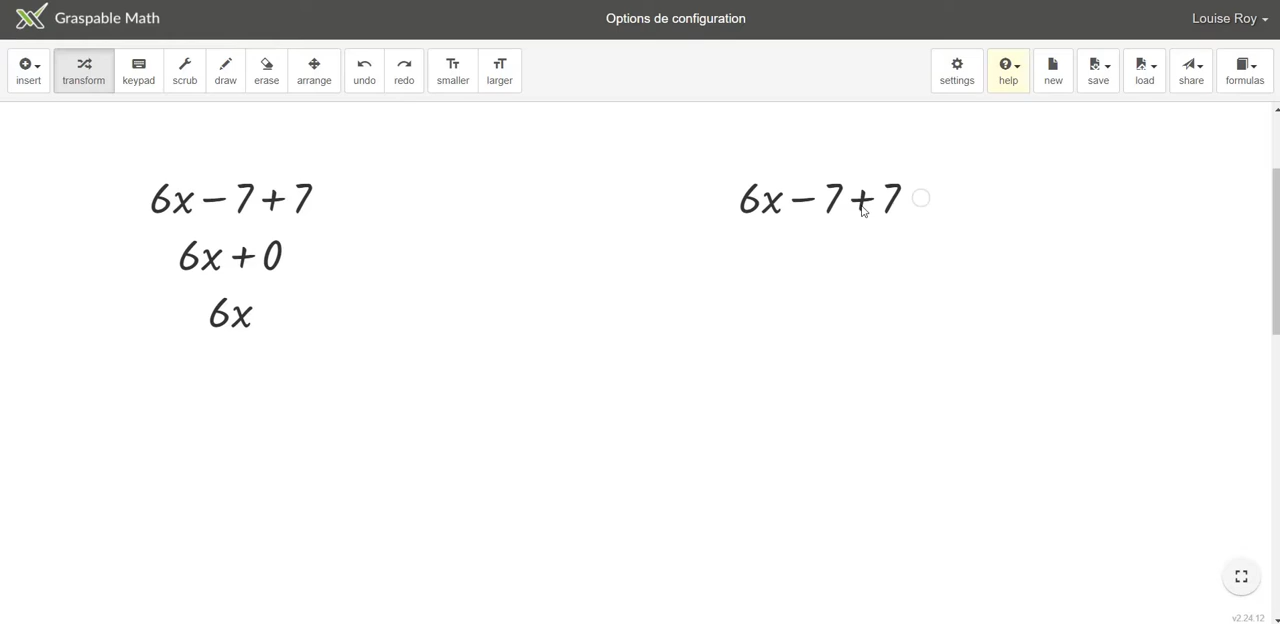 Graspable Math
Options de configuration
Louise Roy
insert
transform
keypad
scrub
draw
erase
arrange
undo
redo
smaller
larger
settings
help
new
save
load
share
formulas
6x − 7 + 7
6x + 0
6x
6x − 7 + 7
v2.24.12